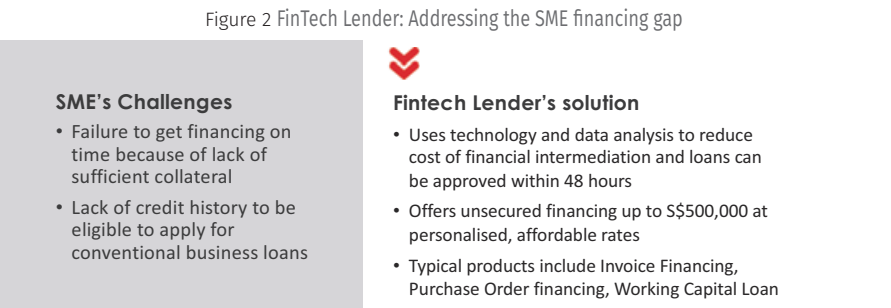 Figure 2 FinTech Lender: Addressing the SME financing gap
SME's Challenges
• Failure to get financing on
time because of lack of
sufficient collateral
• Lack of credit history to be
eligible to apply for
conventional business loans
Fintech Lender's solution
• Uses technology and data analysis to reduce
cost of financial intermediation and loans can
be approved within 48 hours
• Offers unsecured financing up to S$500,000 at
personalised, affordable rates
• Typical products include Invoice Financing,
Purchase Order financing, Working Capital Loan